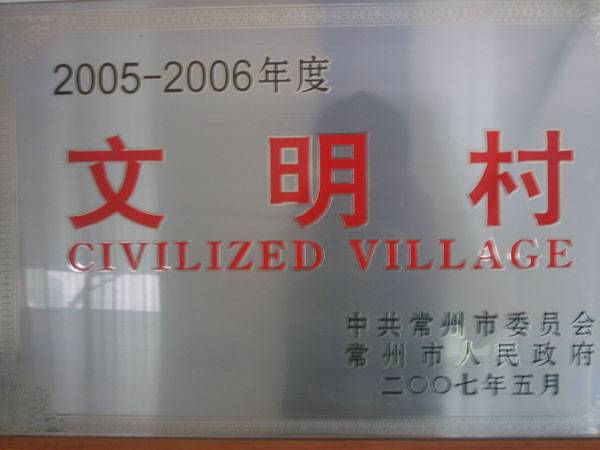 2005-2006年度
文明村
CIVILIZED VILLAGE
中共常州市委员会
常州市人民政府
二〇〇七年五月